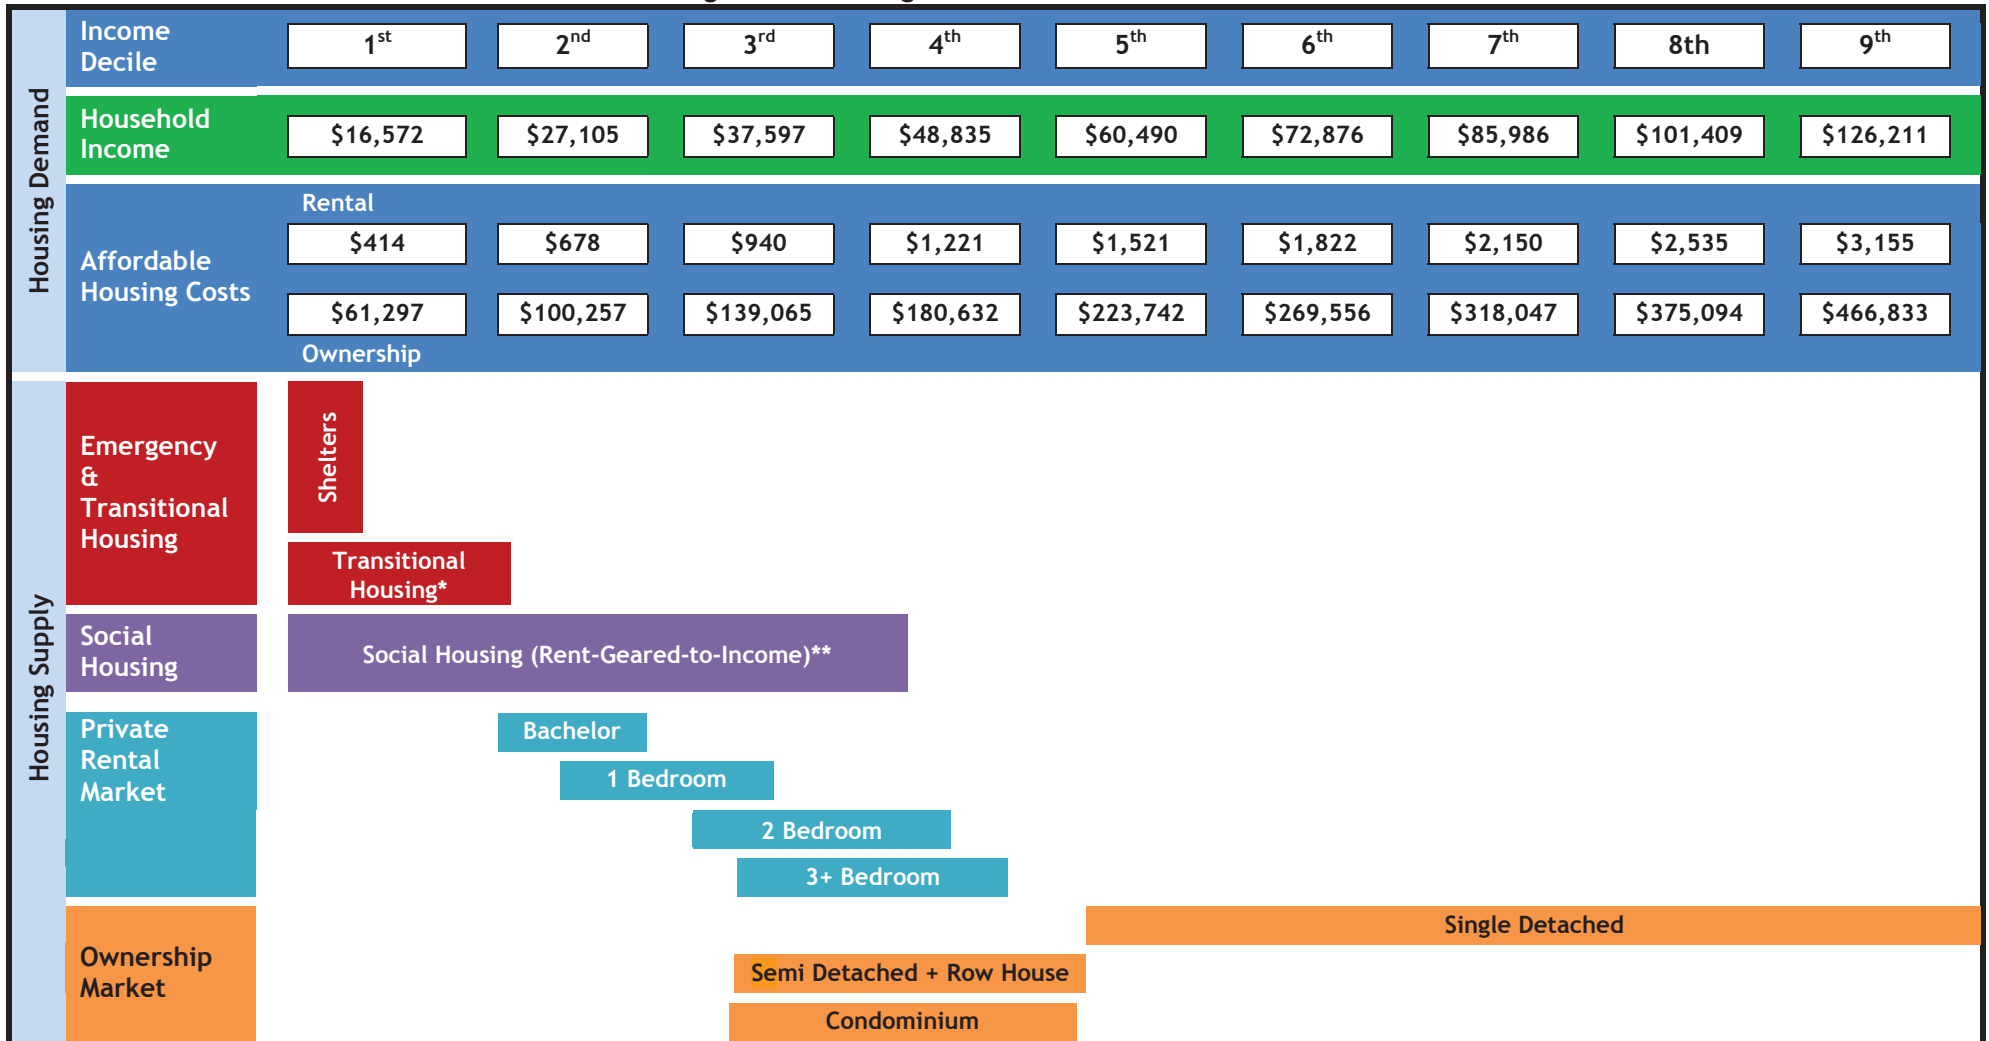 Income
Decile
1st 2nd 3rd 4th 5th 6th 7th 8th 9th
Housing Demand
Household
Income
$16,572 $27,105 $37,597 $48,835 $60,490 $72,876 $85,986 $101,409 $126,211
Affordable
Housing Costs
Rental
$414 $678 $940 $1,221 $1,521 $1,822 $2,150 $2,535 $3,155
$61,297 $100,257 $139,065 $180,632 $223,742 $269,556 $318,047 $375,094 $466,833
Ownership
Housing Supply
Emergency
&
Transitional
Housing
Shelters
Transitional
Housing*
Social
Housing
Social Housing (Rent-Geared-to-Income)**
Private
Rental
Market
Bachelor
1 Bedroom
2 Bedroom
3+ Bedroom
Ownership
Market
Single Detached
Semi Detached + Row House
Condominium